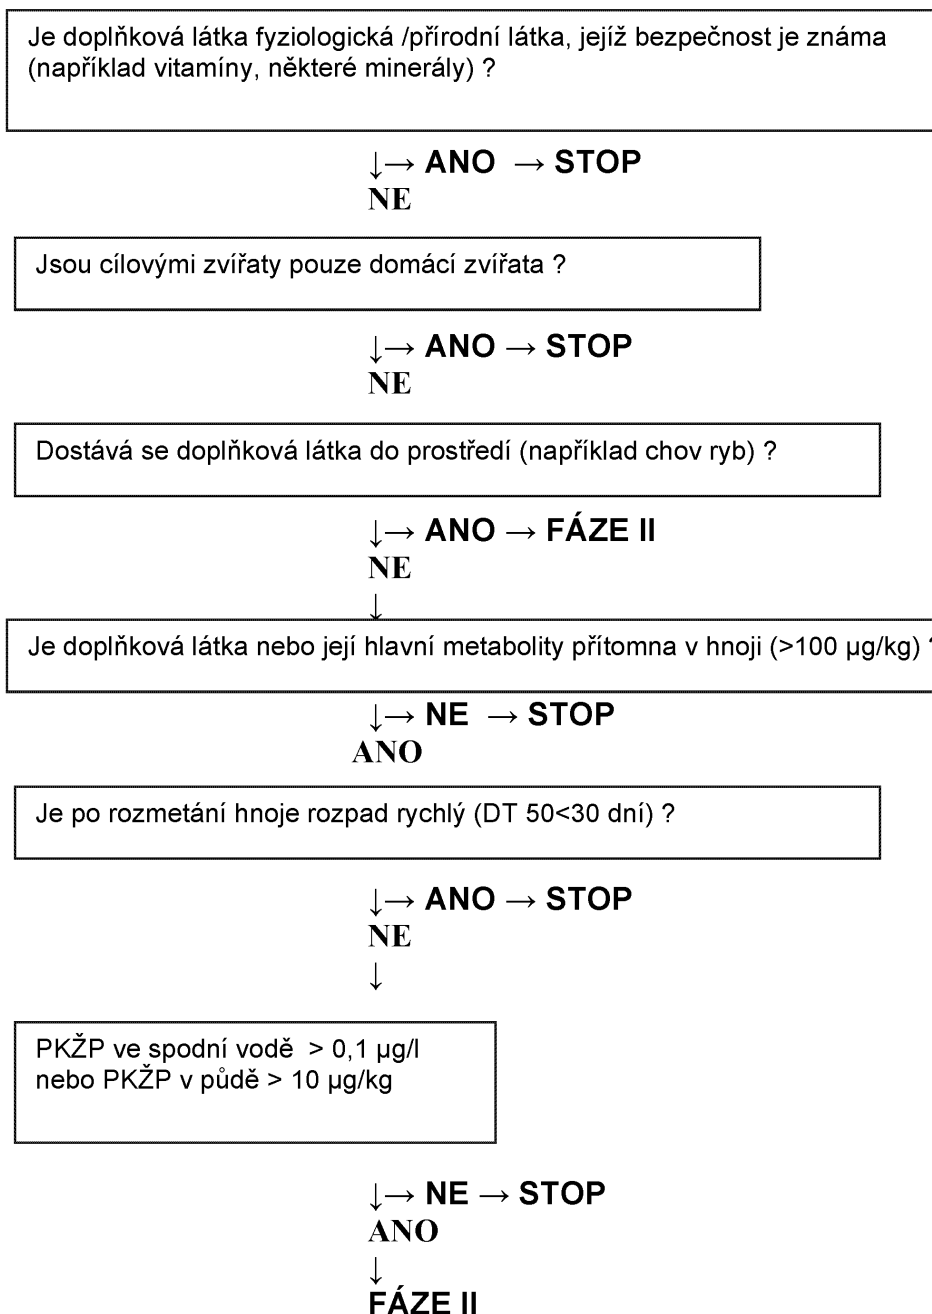 Je doplňková látka fyziologická /přírodní látka, jejíž bezpečnost je známa
(například vitamíny, některé minerály) ?
↓→ ANO → STOP
NE
Jsou cílovými zvířaty pouze domácí zvířata ?
↓→ ANO → STOP
NE
Dostává se doplňková látka do prostředí (například chov ryb) ?
↓→ ANO → FÁZE II
NE
↓
Je doplňková látka nebo její hlavní metabolity přítomna v hnoji (>100 µg/kg) ?
↓→ NE → STOP
ANO
Je po rozmetání hnoje rozpad rychlý (DT 50<30 dní) ?
↓→ ANO → STOP
NE
↓
PKŽP ve spodní vodě > 0,1 µg/l
nebo PKŽP v půdě > 10 µg/kg
↓→ NE → STOP
ANO
↓
FÁZE II